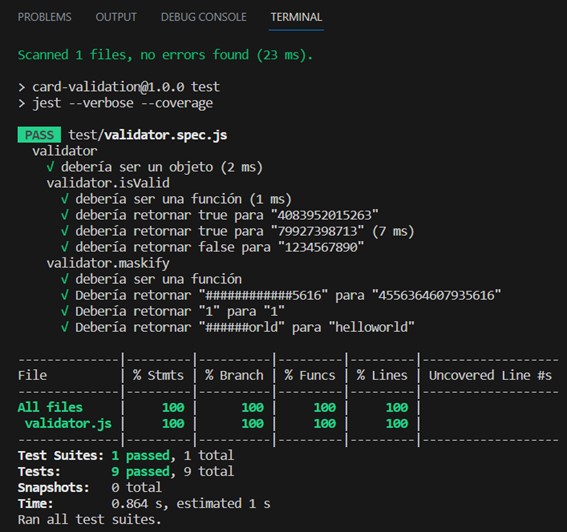 PROBLEMS OUTPUT DEBUG CONSOLE TERMINAL
Scanned 1 files, no errors found (23 ms).
> card-validation@1.0.0 test
> jest --verbose --coverage
PASS test/validator.spec.js
validator
√ debería ser un objeto (2 ms)
validator.isValid
√ debería ser una función (1 ms)
√ debería retornar true para "4083952015263"
√ debería retornar true para "79927398713" (7 ms)
√ debería retornar false para "1234567890"
validator.maskify
√ debería ser una función
√ Debería retornar "############5616" para "4556364607935616"
√ Debería retornar "1" para "1"
√ Debería retornar "######orld" para "helloworld"
--------------|---------|----------|---------|---------|-------------------
File | % Stmts | % Branch | % Funcs | % Lines | Uncovered Line #s
--------------|---------|----------|---------|---------|-------------------
All files | 100 | 100 | 100 | 100 |
validator.js | 100 | 100 | 100 | 100 |
--------------|---------|----------|---------|---------|-------------------
Test Suites: 1 passed, 1 total
Tests: 9 passed, 9 total
Snapshots: 0 total
Time: 0.864 s, estimated 1 s
Ran all test suites.